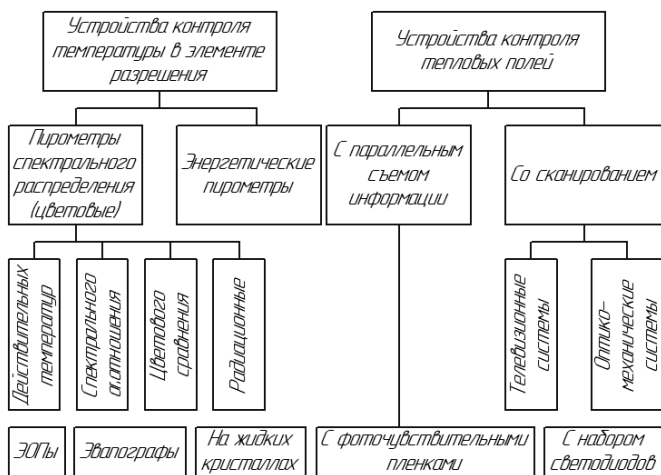 Устройства контроля
температуры в элементе
разрешения
Устройства контроля
тепловых полей
Пирометры
спектрального
распределения
(цветовые)
Энергетические
пирометры
С параллельным
съемом
информации
Со сканированием
Действительных
температур
Спектрального
ог.отношения
Цветового
сравнения
Радиационные
Телевизионные
системы
Оптико-
механические
системы
ЭОПы
Эвапографы
На жидких
кристаллах
С фоточувствительными
пленками
С набором
светодиодов